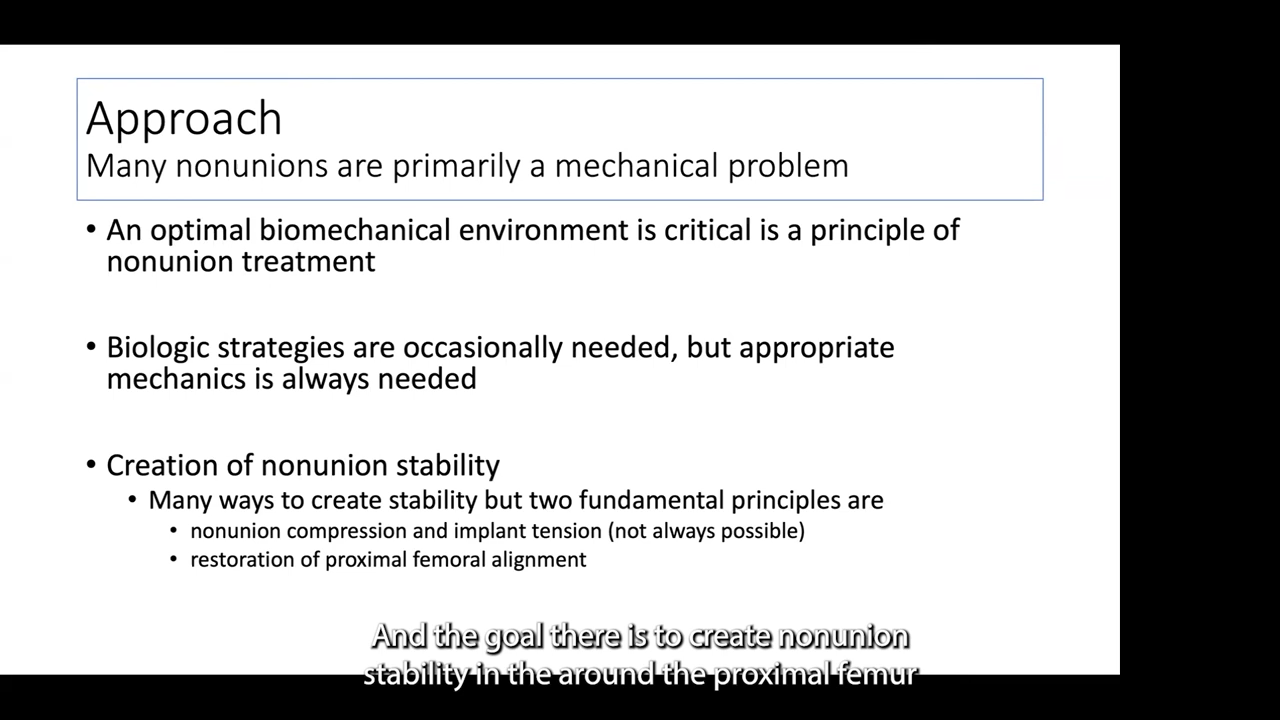 Approach
Many nonunions are primarily a mechanical problem
• An optimal biomechanical environment is critical is a principle of
nonunion treatment
• Biologic strategies are occasionally needed, but appropriate
mechanics is always needed
• Creation of nonunion stability
• Many ways to create stability but two fundamental principles are
• nonunion compression and implant tension (not always possible)
• restoration of proximal femoral alignment
And the goal there is to create nonunion
stability in the around the proximal femur